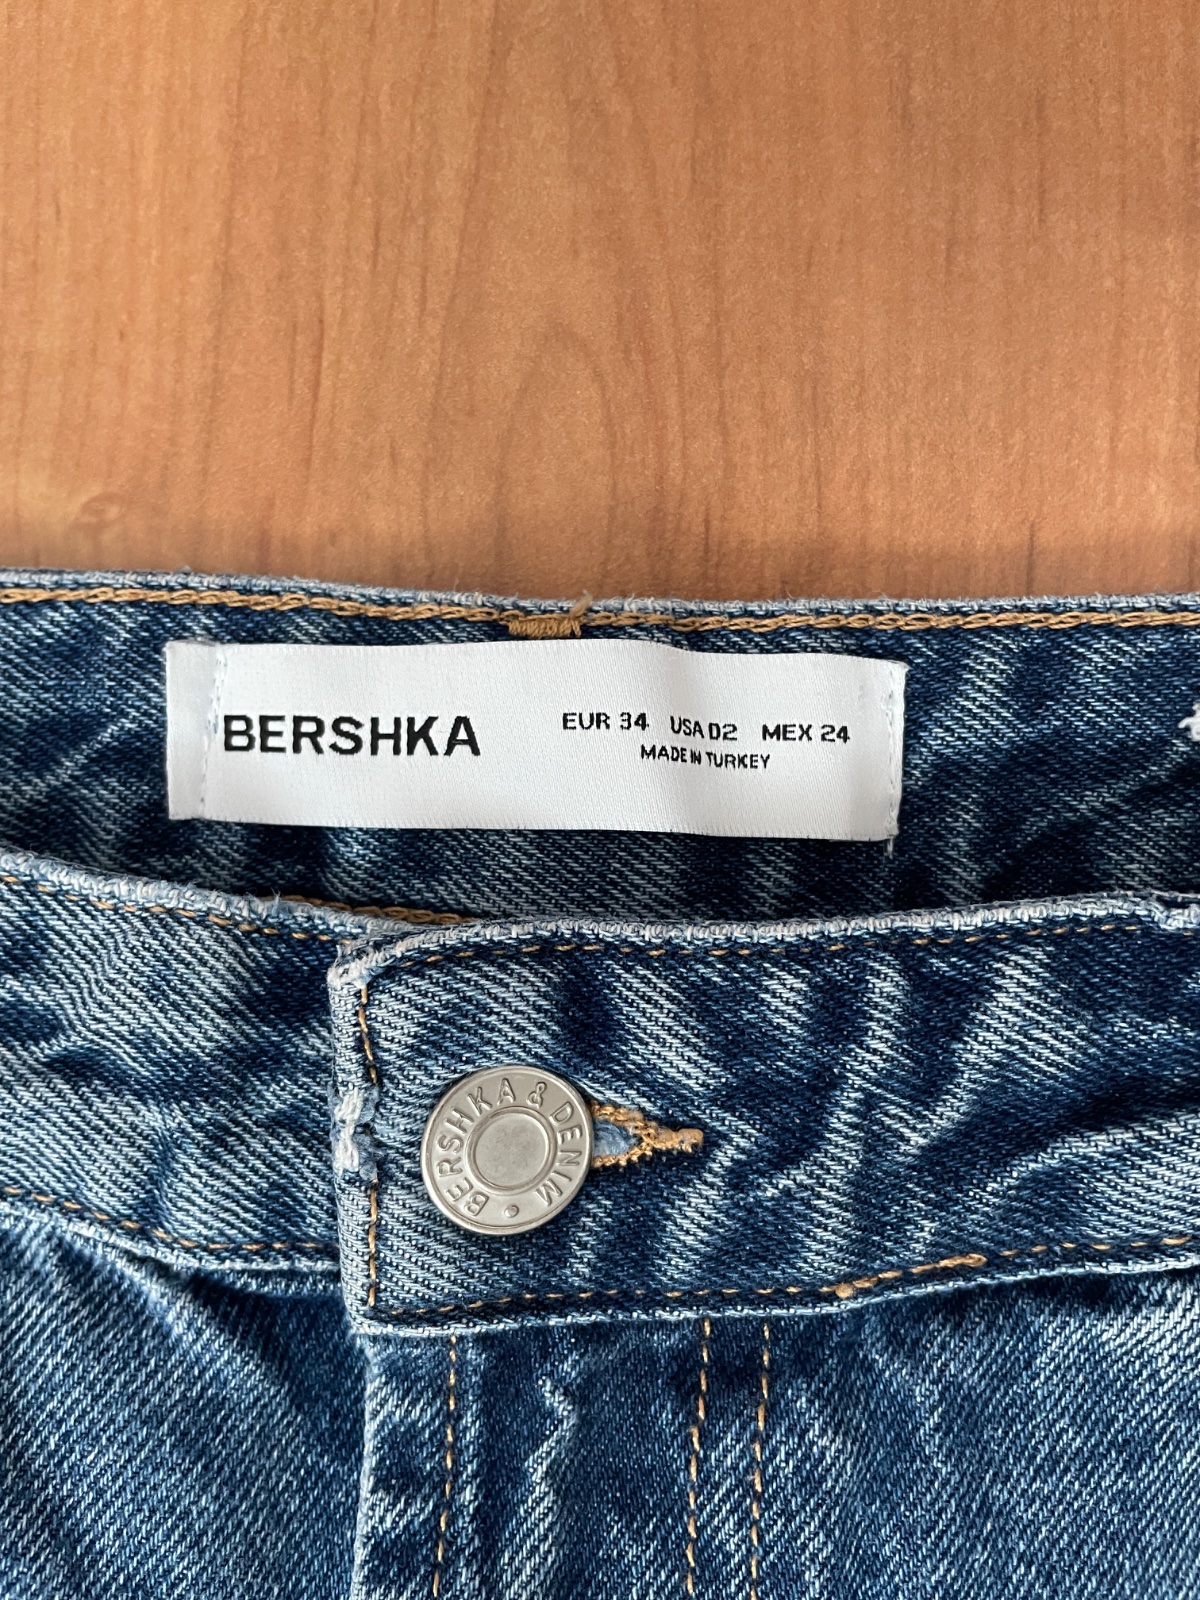 BERSHKA
EUR 34 USA 02 MEX 24
MADE IN TURKEY
BERSHKA & DENIM •